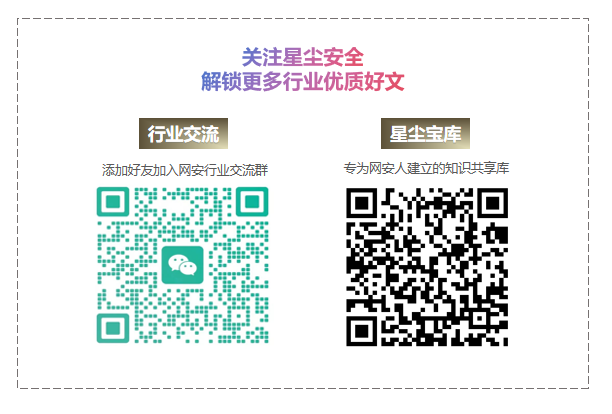 关注星尘安全
解锁更多行业优质好文
行业交流
添加好友加入网安行业交流群
星尘宝库
专为网安人建立的知识共享库